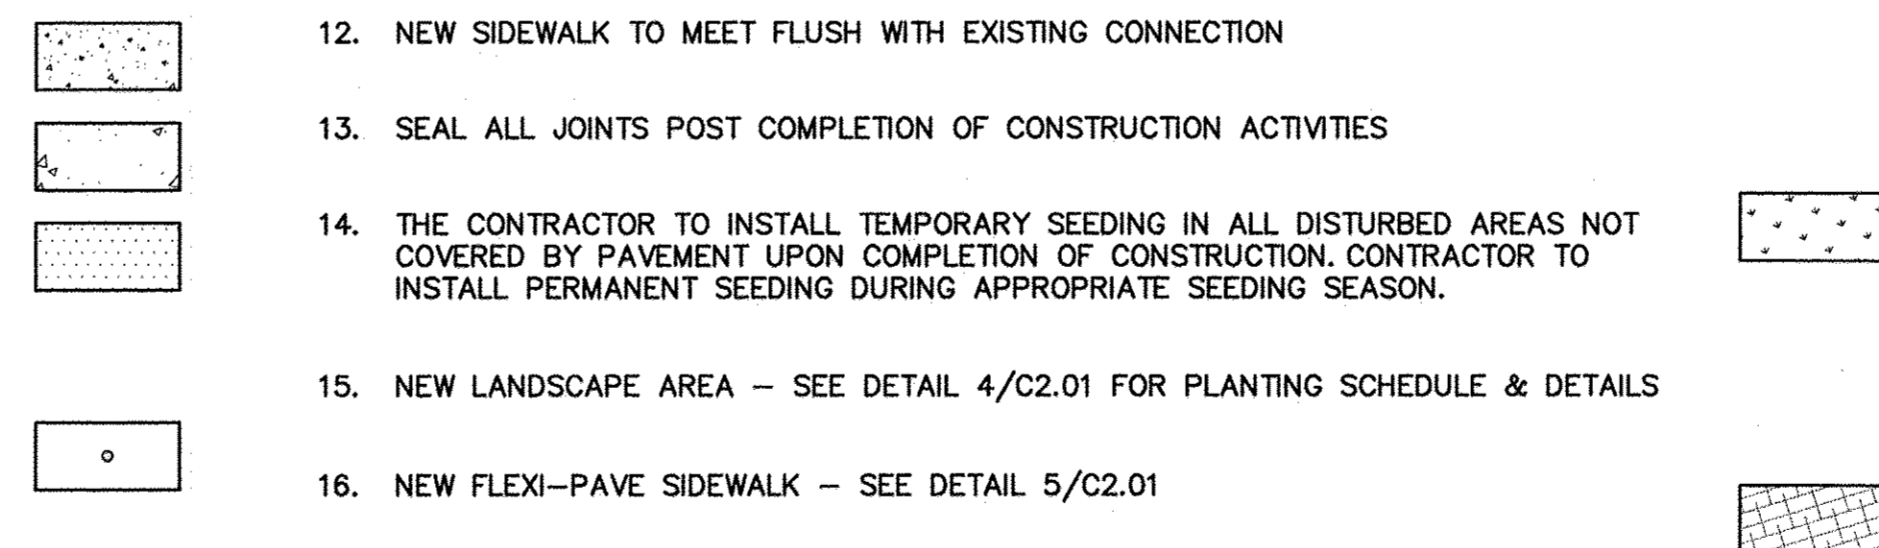 12. NEW SIDEWALK TO MEET FLUSH WITH EXISTING CONNECTION
13. SEAL ALL JOINTS POST COMPLETION OF CONSTRUCTION ACTIVITIES
14. THE CONTRACTOR TO INSTALL TEMPORARY SEEDING IN ALL DISTURBED AREAS NOT
COVERED BY PAVEMENT UPON COMPLETION OF CONSTRUCTION. CONTRACTOR TO
INSTALL PERMANENT SEEDING DURING APPROPRIATE SEEDING SEASON.
15. NEW LANDSCAPE AREA – SEE DETAIL 4/C2.01 FOR PLANTING SCHEDULE & DETAILS
16. NEW FLEXI–PAVE SIDEWALK – SEE DETAIL 5/C2.01